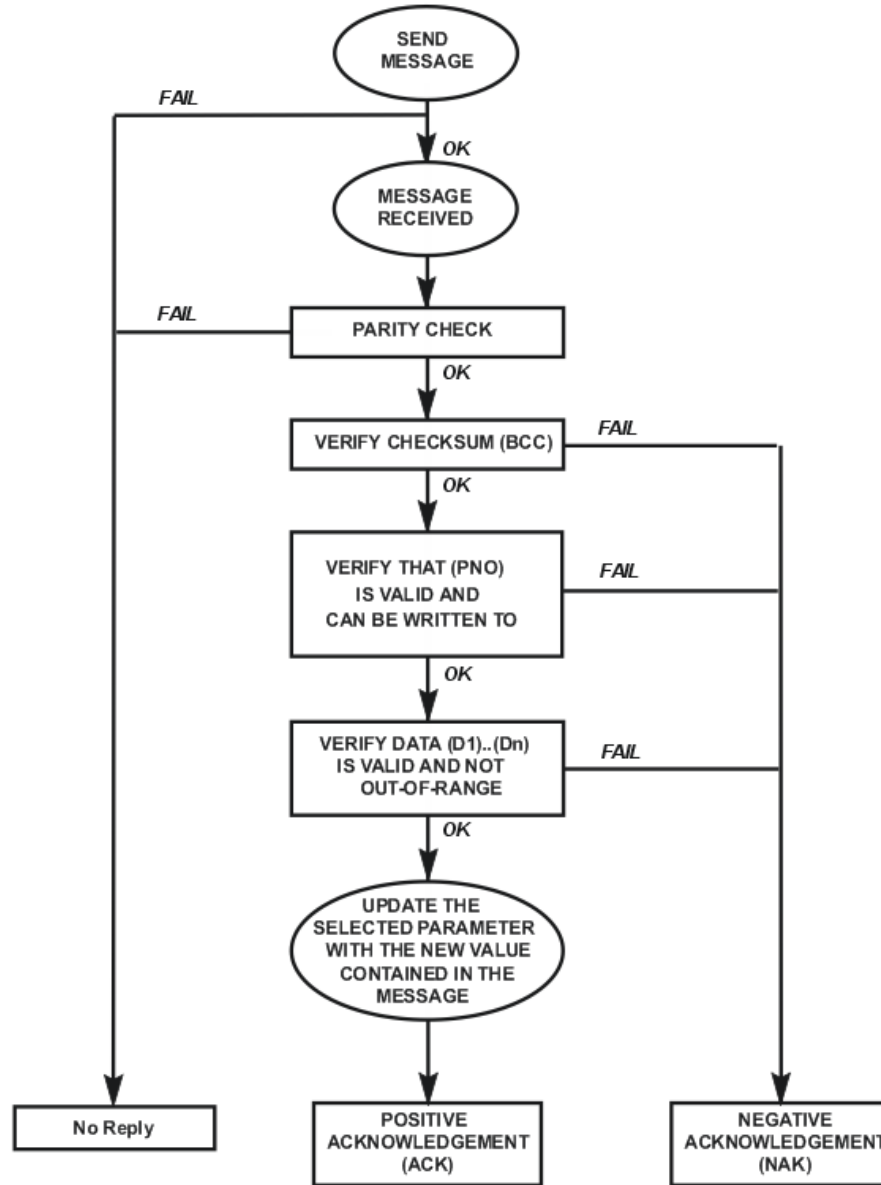 SEND
MESSAGE
FAIL
OK
MESSAGE
RECEIVED
FAIL
PARITY CHECK
OK
VERIFY CHECKSUM (BCC)
FAIL
OK
VERIFY THAT (PNO)
IS VALID AND
CAN BE WRITTEN TO
FAIL
OK
VERIFY DATA (D1)..(Dn)
IS VALID AND NOT
OUT-OF-RANGE
FAIL
OK
UPDATE THE
SELECTED PARAMETER
WITH THE NEW VALUE
CONTAINED IN THE
MESSAGE
No Reply
POSITIVE
ACKNOWLEDGEMENT
(ACK)
NEGATIVE
ACKNOWLEDGEMENT
(NAK)